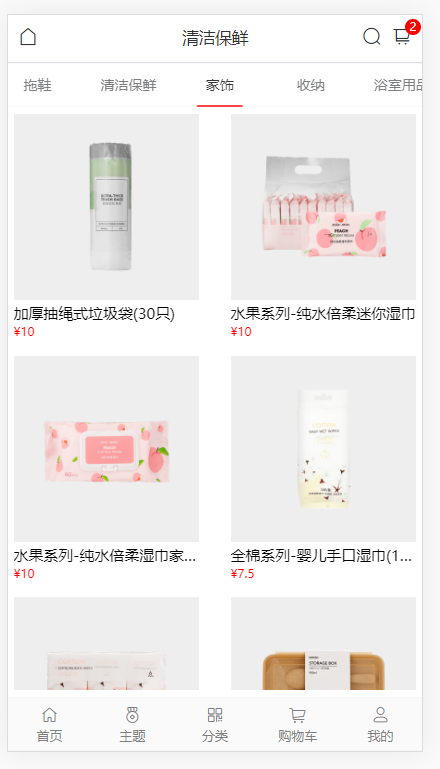 清洁保鲜
2
拖鞋 清洁保鲜 家饰 收纳 浴室用品
PEACH
加厚抽绳式垃圾袋(30只)
¥10
水果系列-纯水倍柔迷你湿巾
¥10
PEACH
水果系列-纯水倍柔湿巾家...
¥10
全棉系列-婴儿手口湿巾(1...
¥7.5
STORAGE BOX
首页 主题 分类 购物车 我的